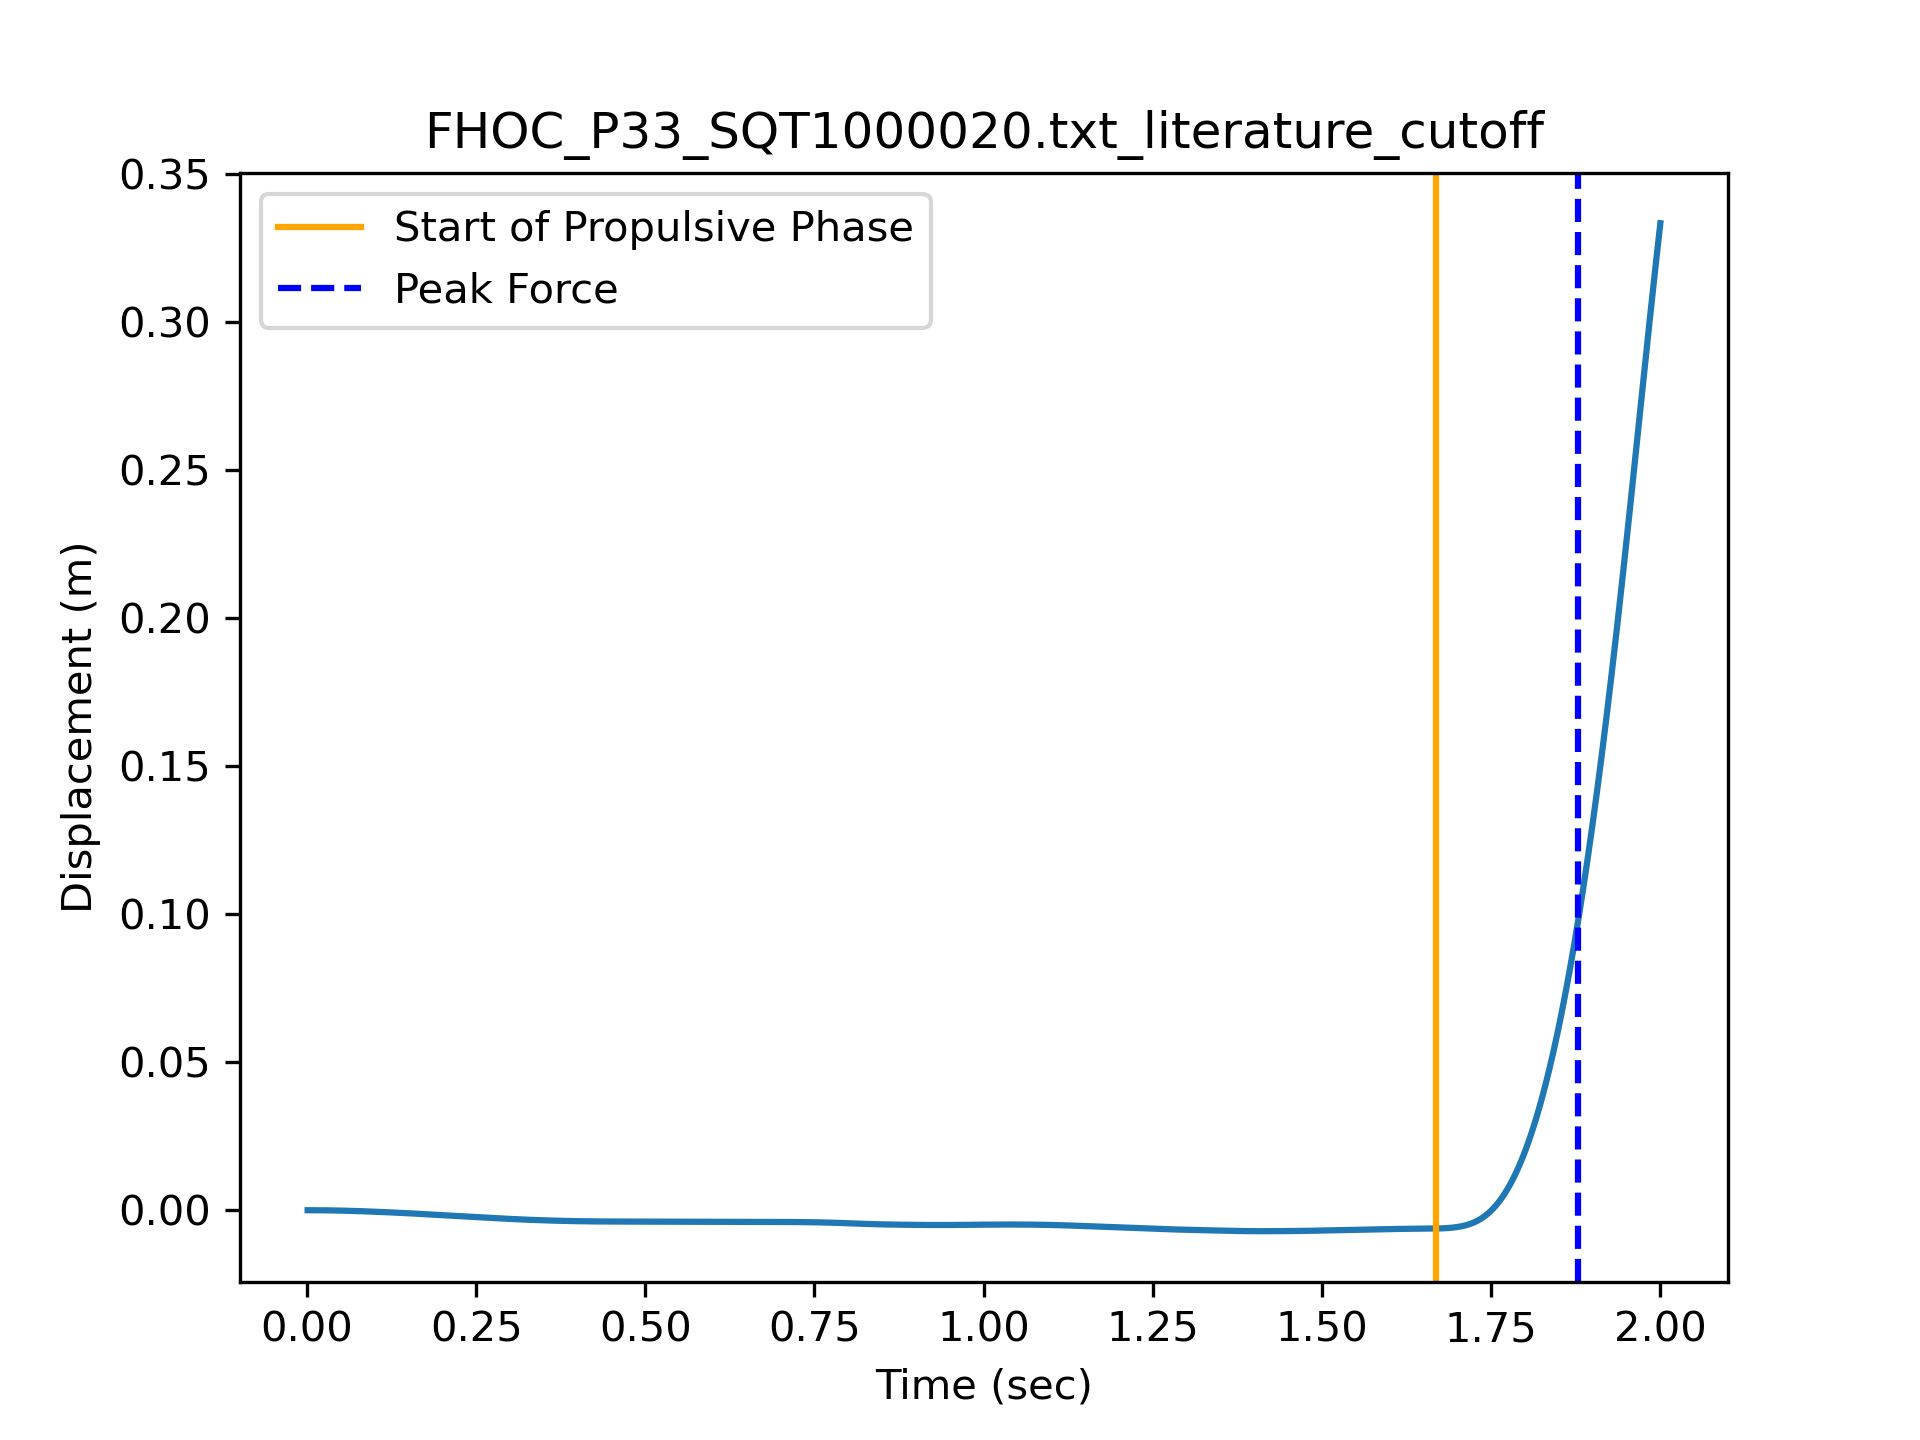 FHOC_P33_SQT1000020.txt_literature_cutoff
Start of Propulsive Phase
Peak Force
0.35
0.30
0.25
0.20
0.15
0.10
0.05
0.00
Displacement (m)
0.00 0.25 0.50 0.75 1.00 1.25 1.50 1.75 2.00
Time (sec)